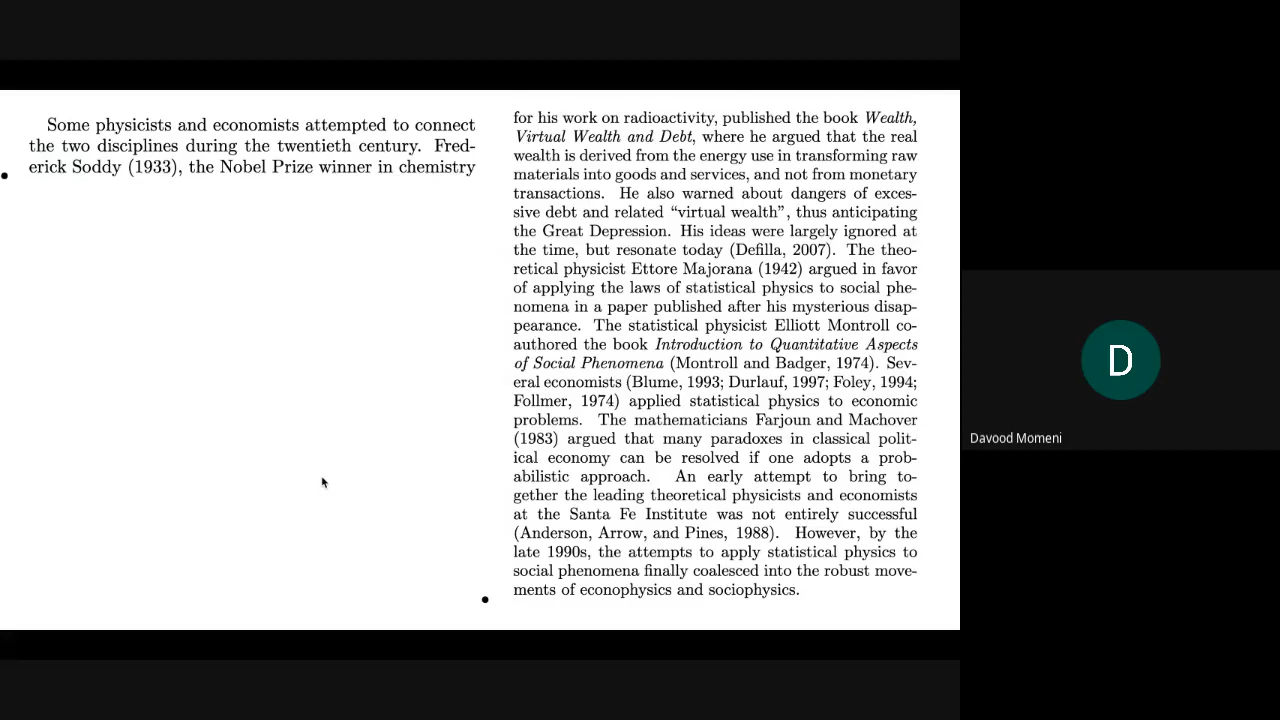 Some physicists and economists attempted to connect
the two disciplines during the twentieth century. Fred-
erick Soddy (1933), the Nobel Prize winner in chemistry
for his work on radioactivity, published the book Wealth,
Virtual Wealth and Debt, where he argued that the real
wealth is derived from the energy use in transforming raw
materials into goods and services, and not from monetary
transactions. He also warned about dangers of exces-
sive debt and related “virtual wealth”, thus anticipating
the Great Depression. His ideas were largely ignored at
the time, but resonate today (Defilla, 2007). The theo-
retical physicist Ettore Majorana (1942) argued in favor
of applying the laws of statistical physics to social phe-
nomena in a paper published after his mysterious disap-
pearance. The statistical physicist Elliott Montroll co-
authored the book Introduction to Quantitative Aspects
of Social Phenomena (Montroll and Badger, 1974). Sev-
eral economists (Blume, 1993; Durlauf, 1997; Foley, 1994;
Follmer, 1974) applied statistical physics to economic
problems. The mathematicians Farjoun and Machover
(1983) argued that many paradoxes in classical polit-
ical economy can be resolved if one adopts a prob-
abilistic approach. An early attempt to bring to-
gether the leading theoretical physicists and economists
at the Santa Fe Institute was not entirely successful
(Anderson, Arrow, and Pines, 1988). However, by the
late 1990s, the attempts to apply statistical physics to
social phenomena finally coalesced into the robust move-
ments of econophysics and sociophysics.
D
Davood Momeni